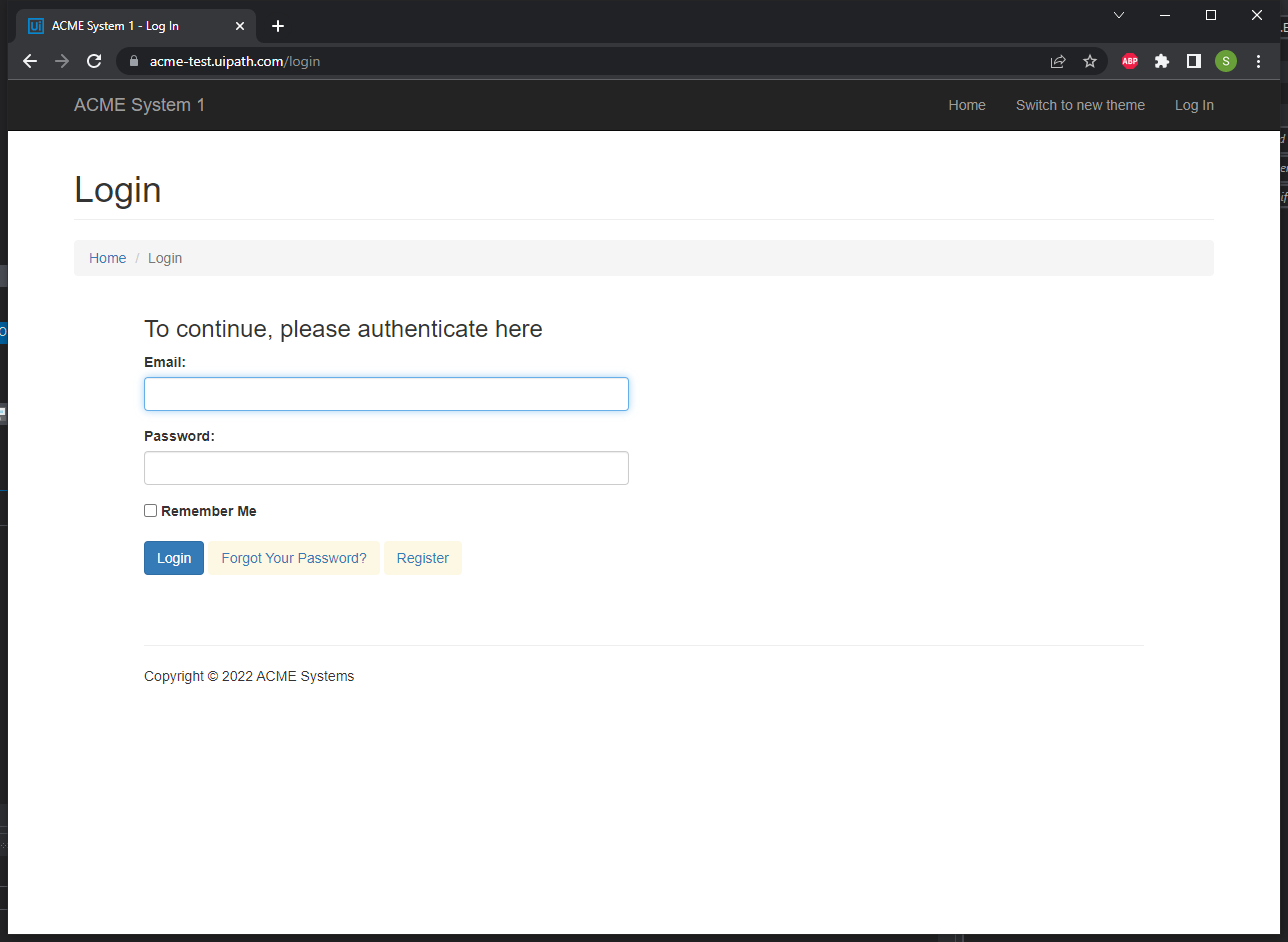 Ui ACME System 1 - Log In
acme-test.uipath.com/login
ABP
S
ACME System 1 Home Switch to new theme Log In
Login
Home / Login
To continue, please authenticate here
Email:
Password:
Remember Me
Login Forgot Your Password? Register
Copyright © 2022 ACME Systems